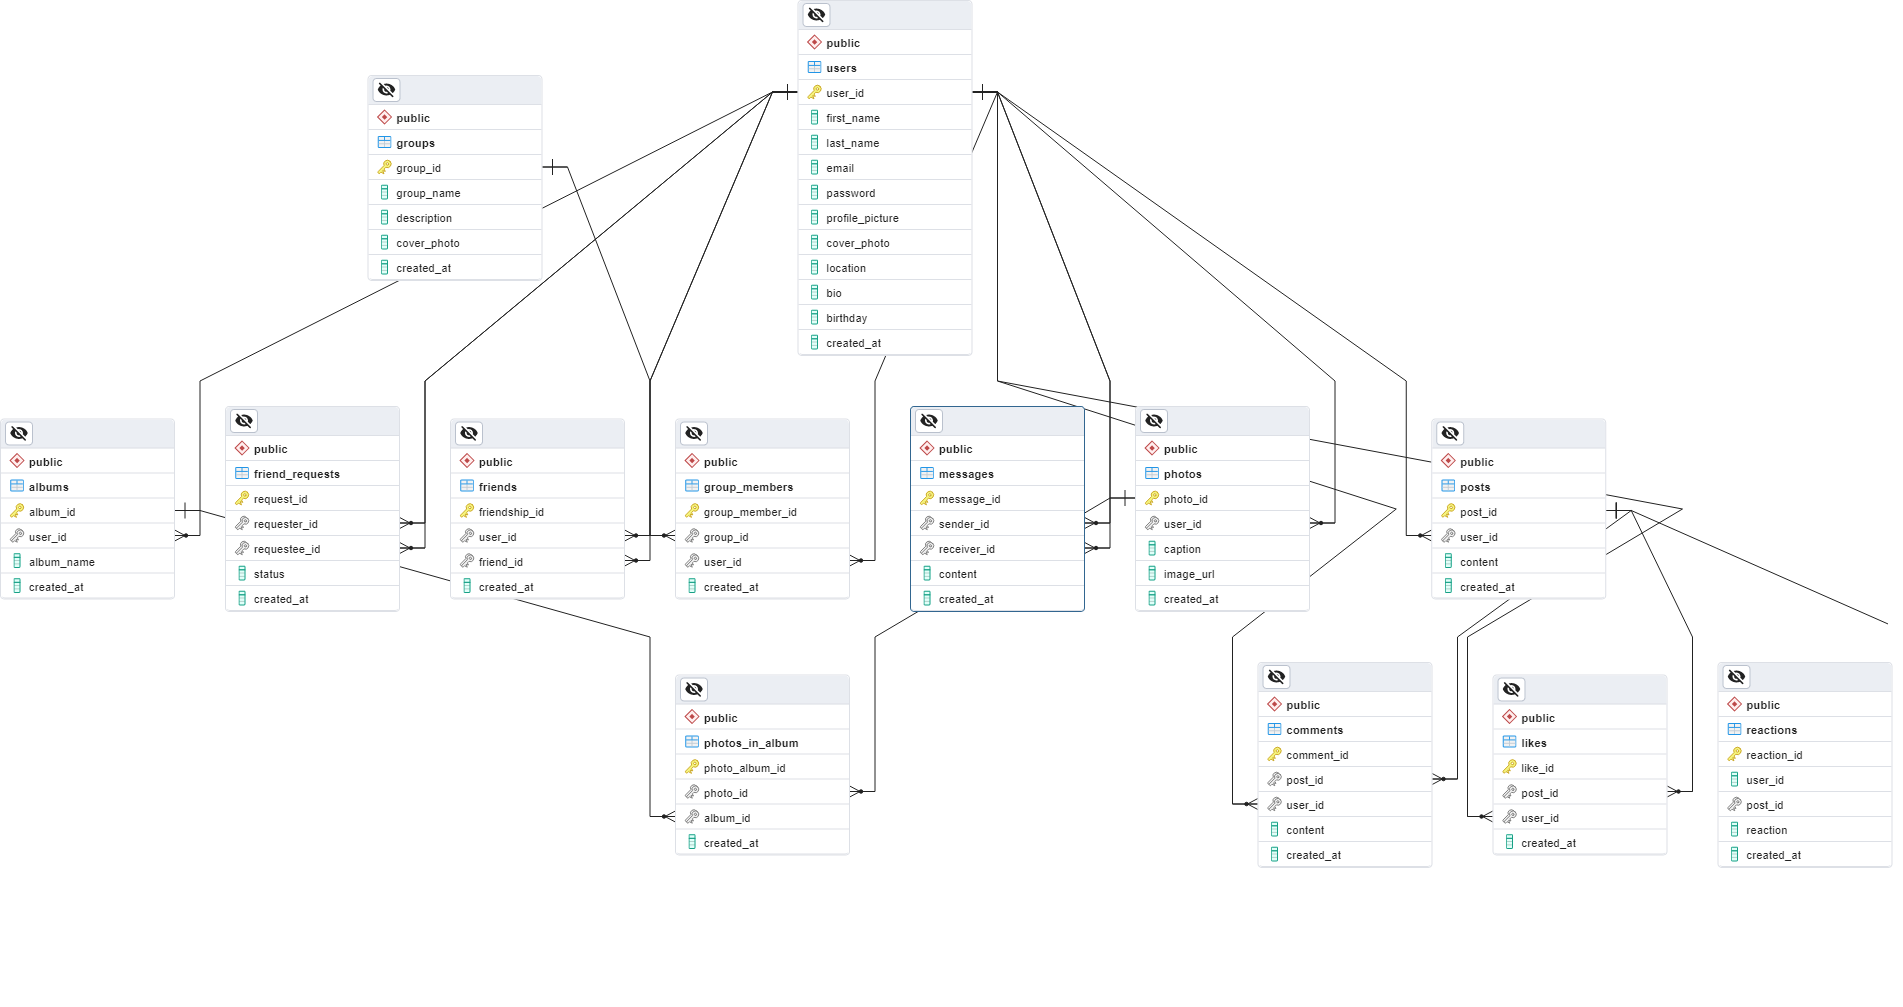 public
users
user_id
first_name
last_name
email
password
profile_picture
cover_photo
location
bio
birthday
created_at
public
groups
group_id
group_name
description
cover_photo
created_at
public
albums
album_id
user_id
album_name
created_at
public
friend_requests
request_id
requester_id
requestee_id
status
created_at
public
friends
friendship_id
user_id
friend_id
created_at
public
group_members
group_member_id
group_id
user_id
created_at
public
messages
message_id
sender_id
receiver_id
content
created_at
public
photos
photo_id
user_id
caption
image_url
created_at
public
posts
post_id
user_id
content
created_at
public
photos_in_album
photo_album_id
photo_id
album_id
created_at
public
comments
comment_id
post_id
user_id
content
created_at
public
likes
like_id
post_id
user_id
created_at
public
reactions
reaction_id
user_id
post_id
reaction
created_at